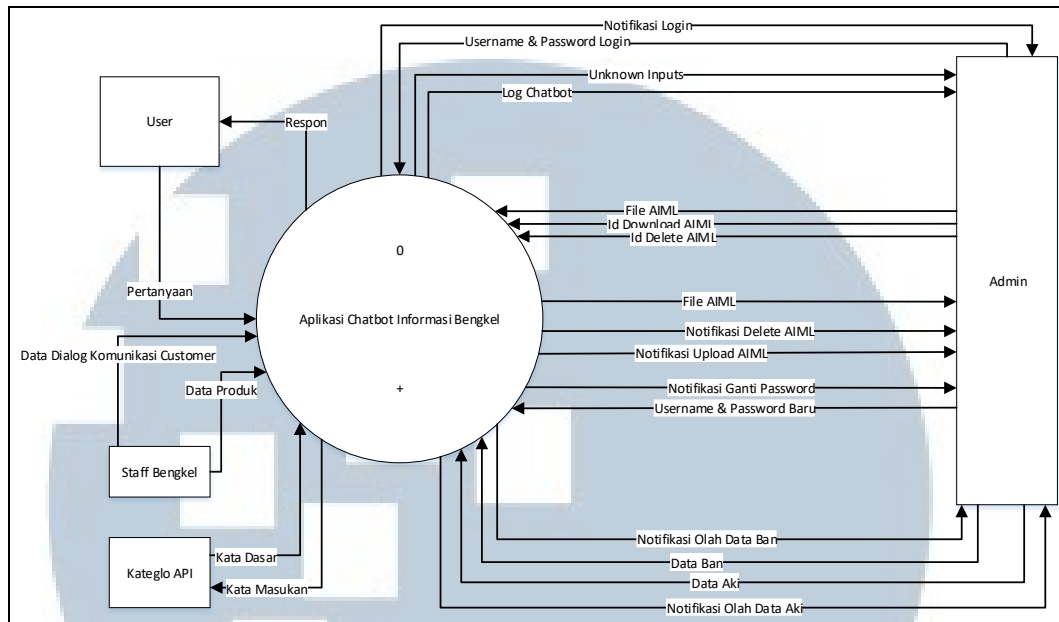 Notifikasi Login
Username & Password Login
Unknown Inputs
Log Chatbot
User
Respon
File AIML
Id Download AIML
Id Delete AIML
0
Admin
Pertanyaan
Aplikasi Chatbot Informasi Bengkel
File AIML
Notifikasi Delete AIML
Data Dialog Komunikasi Customer
Notifikasi Upload AIML
Data Produk
+
Notifikasi Ganti Password
Username & Password Baru
Staff Bengkel
Notifikasi Olah Data Ban
Kata Dasar
Data Ban
Kateglo API
Data Aki
Kata Masukan
Notifikasi Olah Data Aki